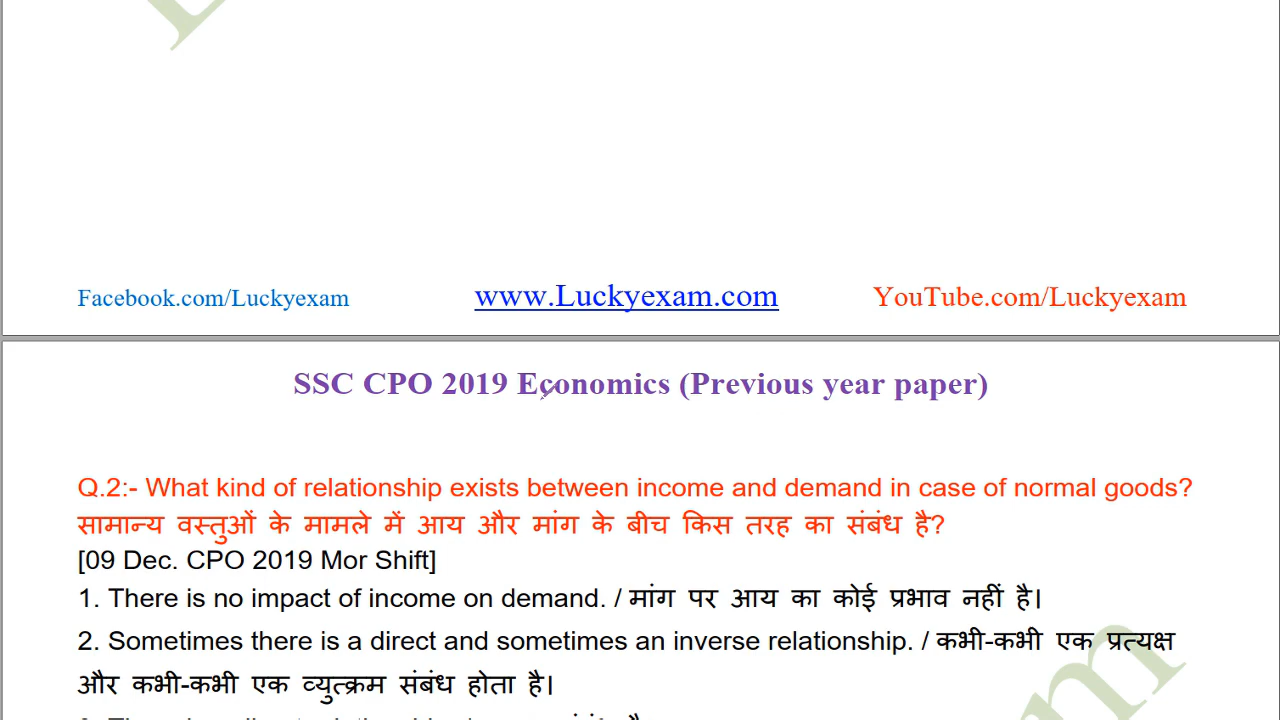 Facebook.com/Luckyexam www.Luckyexam.com YouTube.com/Luckyexam
SSC CPO 2019 Economics (Previous year paper)
Q.2:- What kind of relationship exists between income and demand in case of normal goods?
सामान्य वस्तुओं के मामले में आय और मांग के बीच किस तरह का संबंध है?
[09 Dec. CPO 2019 Mor Shift]
1. There is no impact of income on demand. / मांग पर आय का कोई प्रभाव नहीं है।
2. Sometimes there is a direct and sometimes an inverse relationship. / कभी-कभी एक प्रत्यक्ष
और कभी-कभी एक व्युत्क्रम संबंध होता है।